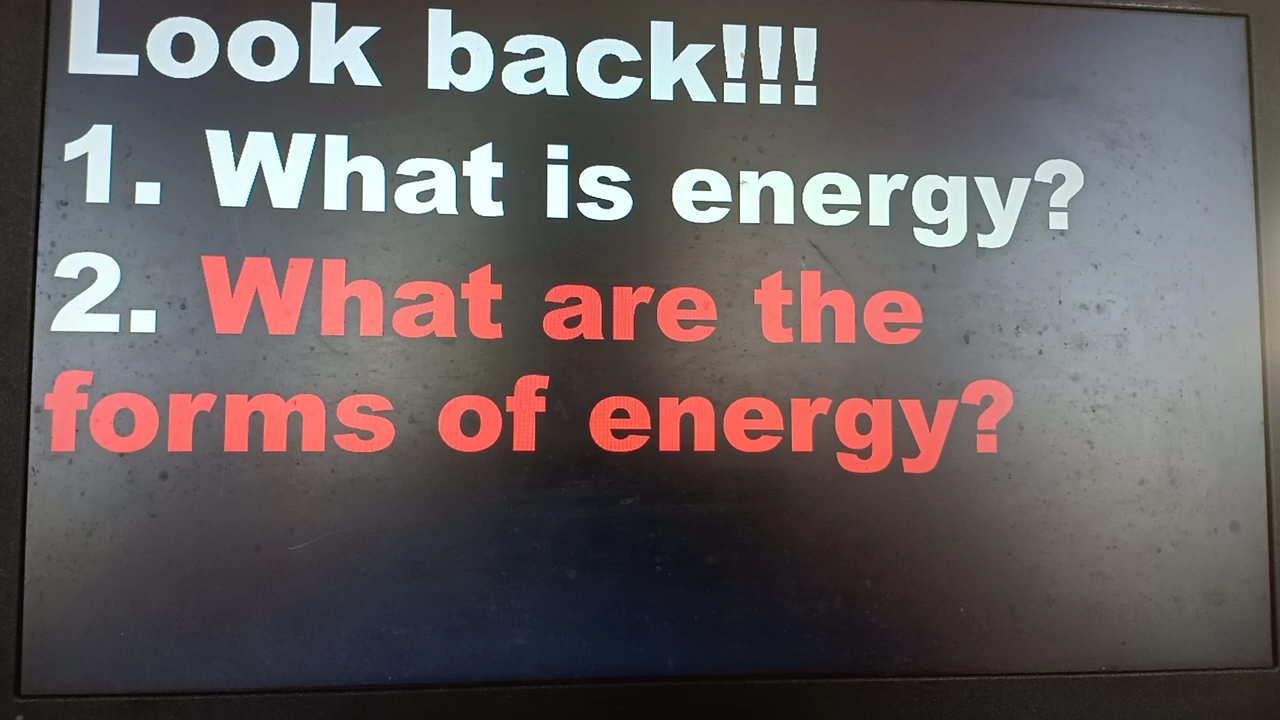 Look back!!!
1. What is energy?
2. What are the
forms of energy?